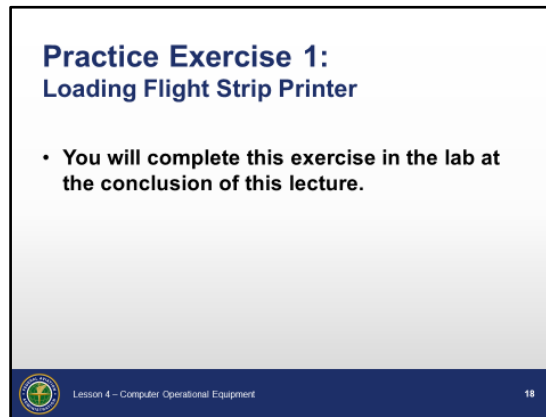 Practice Exercise 1:
Loading Flight Strip Printer
• You will complete this exercise in the lab at
the conclusion of this lecture.
Lesson 4 – Computer Operational Equipment
18